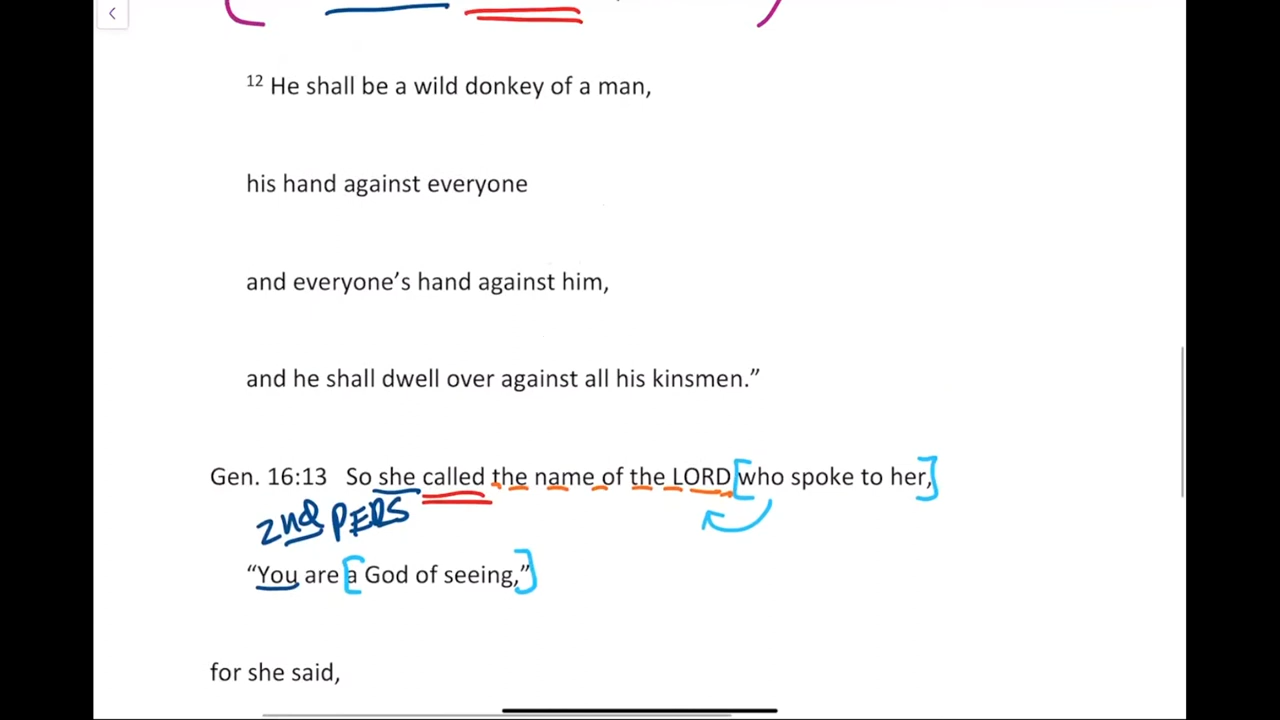 12 He shall be a wild donkey of a man,
his hand against everyone
and everyone’s hand against him,
and he shall dwell over against all his kinsmen.”
Gen. 16:13 So she called the name of the LORD [who spoke to her,]
2nd PERS
“You are [a God of seeing,”]
for she said,